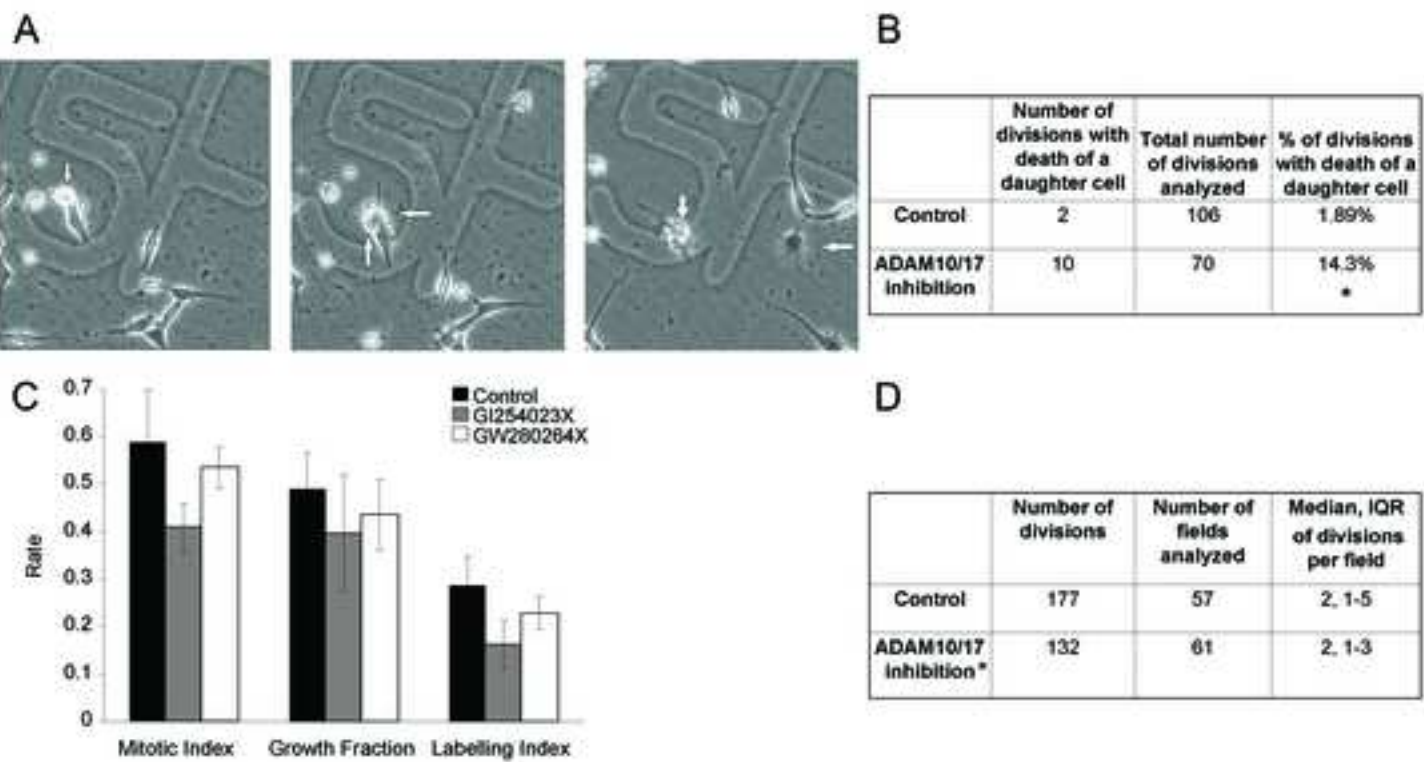 A
B
Number of
divisions with
death of a
daughter cell
Total number
of divisions
analyzed
% of divisions
with death of a
daughter cell
Control
2
106
1.89%
ADAM10/17
inhibition
10
70
14.3%
*
C
Rate
0.7
0.6
0.5
0.4
0.3
0.2
0.1
0
Control
GI254023X
GW280264X
Mitotic Index
Growth Fraction
Labelling Index
D
Number of
divisions
Number of
fields
analyzed
Median, IQR
of divisions
per field
Control
177
57
2, 1-5
ADAM10/17
inhibition*
132
61
2, 1-3